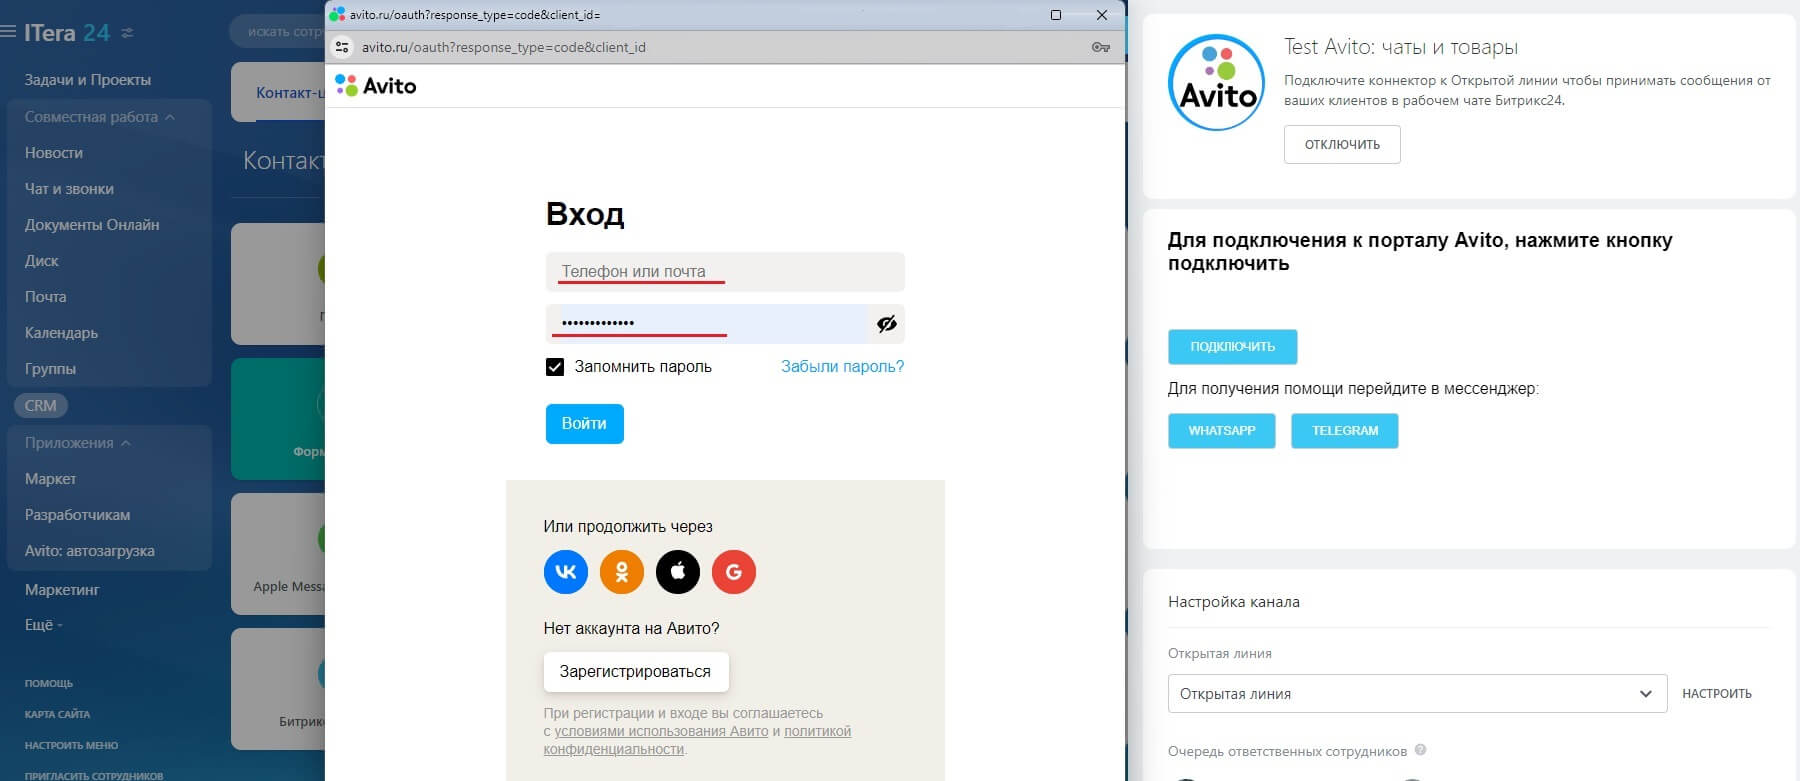 ITera 24
искать
Задачи и Проекты
Совместная работа
Новости
Чат и звонки
Документы Онлайн
Диск
Почта
Календарь
Группы
CRM
Приложения
Маркет
Разработчикам
Avito: автозагрузка
Маркетинг
Ещё
ПОМОЩЬ
КАРТА САЙТА
НАСТРОИТЬ МЕНЮ
ПРИГЛАСИТЬ СОТРУДНИКОВ
Контакт-ц
Контакт
Форм
Apple Messa
Битрикс
avito.ru/oauth?response_type=code&client_id=
avito.ru/oauth?response_type=code&client_id
Avito
Вход
Телефон или почта
•••••••••••••
Запомнить пароль
Забыли пароль?
Войти
Или продолжить через
Нет аккаунта на Авито?
Зарегистрироваться
При регистрации и входе вы соглашаетесь
с условиями использования Авито и политикой
конфиденциальности.
Avito
Test Avito: чаты и товары
Подключите коннектор к Открытой линии чтобы принимать сообщения от
ваших клиентов в рабочем чате Битрикс24.
ОТКЛЮЧИТЬ
Для подключения к порталу Avito, нажмите кнопку
подключить
ПОДКЛЮЧИТЬ
Для получения помощи перейдите в мессенджер:
WHATSAPP
TELEGRAM
Настройка канала
Открытая линия
Открытая линия
НАСТРОИТЬ
Очередь ответственных сотрудников